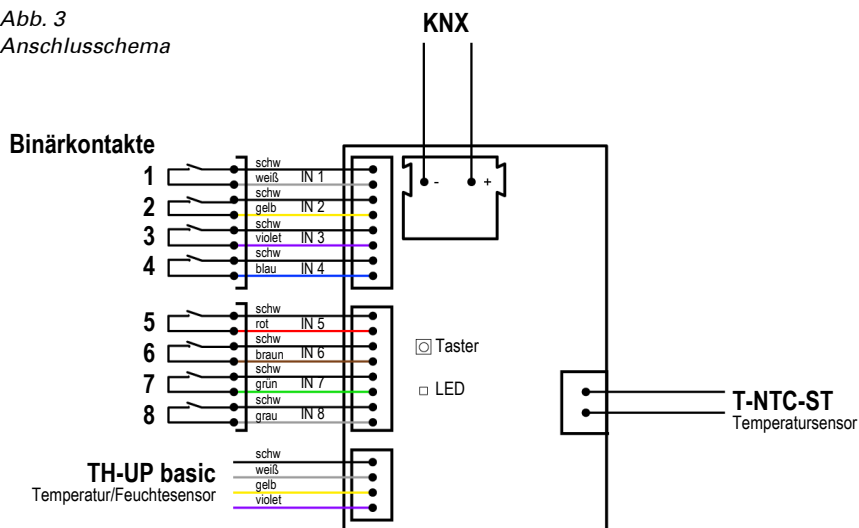 Abb. 3
Anschlusschema
KNX
- +
Binärkontakte
1 schw
weiß IN 1
2 schw
gelb IN 2
3 schw
violet IN 3
4 schw
blau IN 4
5 schw
rot IN 5
6 schw
braun IN 6
7 schw
grün IN 7
8 schw
grau IN 8
Taster
LED
T-NTC-ST
Temperatursensor
TH-UP basic
Temperatur/Feuchtesensor
schw
weiß
gelb
violet